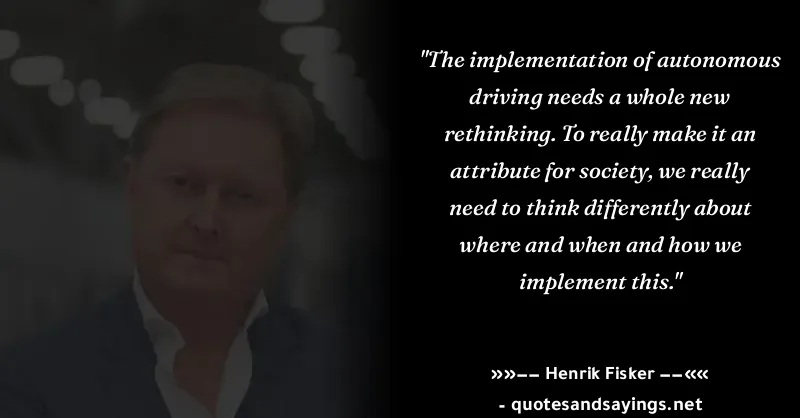 "The implementation of autonomous
driving needs a whole new
rethinking. To really make it an
attribute for society, we really
need to think differently about
where and when and how we
implement this."
»»−− Henrik Fisker −−««
- quotesandsayings.net